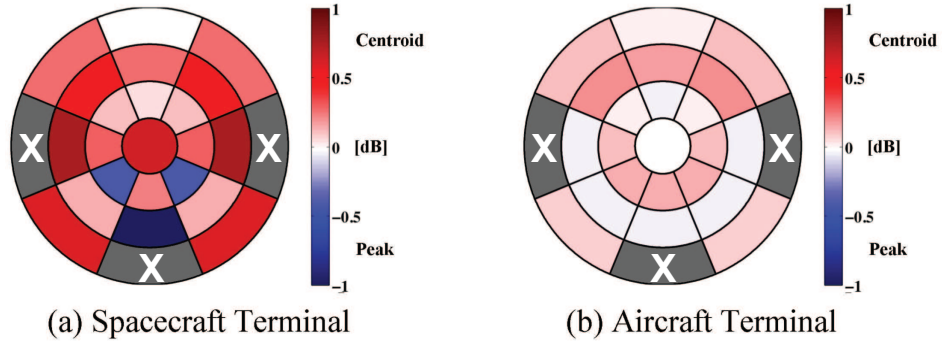 1
Centroid
0.5
X
X
0
[dB]
−0.5
X
Peak
−1
(a) Spacecraft Terminal
1
Centroid
0.5
X
X
0
[dB]
−0.5
X
Peak
−1
(b) Aircraft Terminal